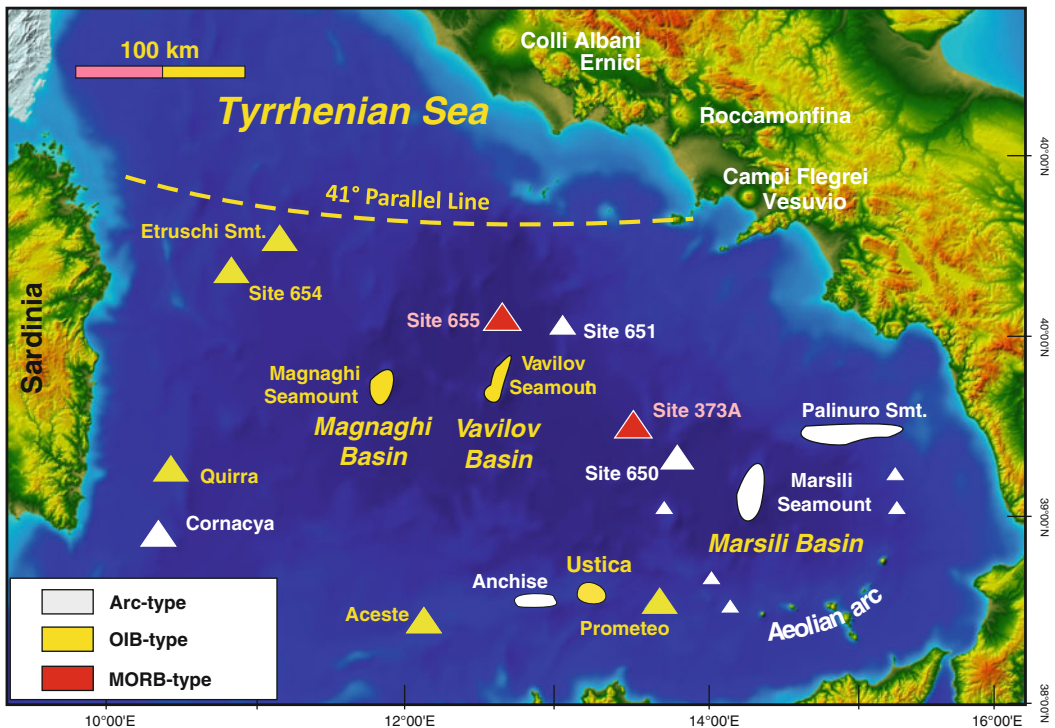 100 km
Colli Albani
Ernici
Tyrrhenian Sea
Roccamonfina
40°00'N
41° Parallel Line
Campi Flegrei
Vesuvio
Etruschi Smt.
Site 654
Sardinia
Site 655
Site 651
40°00'N
Magnaghi
Seamount
Vavilov
Seamoutn
Magnaghi
Basin
Vavilov
Basin
Site 373A
Palinuro Smt.
Quirra
Site 650
Marsili
Seamount
Cornacya
39°00'N
Marsili Basin
Anchise
Ustica
Aceste
Prometeo
Aeolian arc
Arc-type
OIB-type
MORB-type
38°00'N
10°00'E
12°00'E
14°00'E
16°00'E